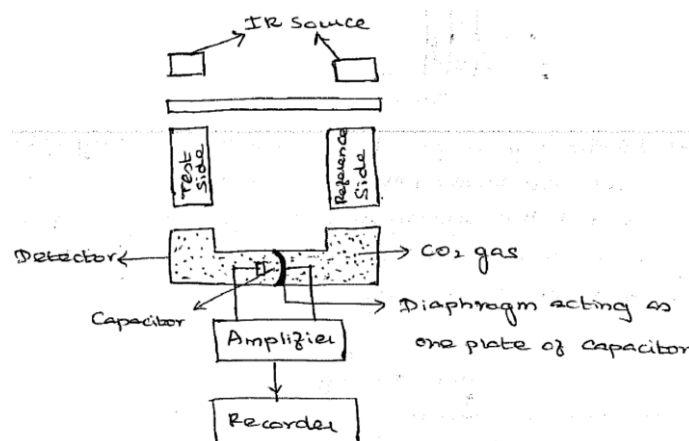 IR Source
Test
Side
Reference
Side
Detector
CO₂ gas
Capacitor
Diaphragm acting as
one plate of capacitor
Amplifier
Recorder